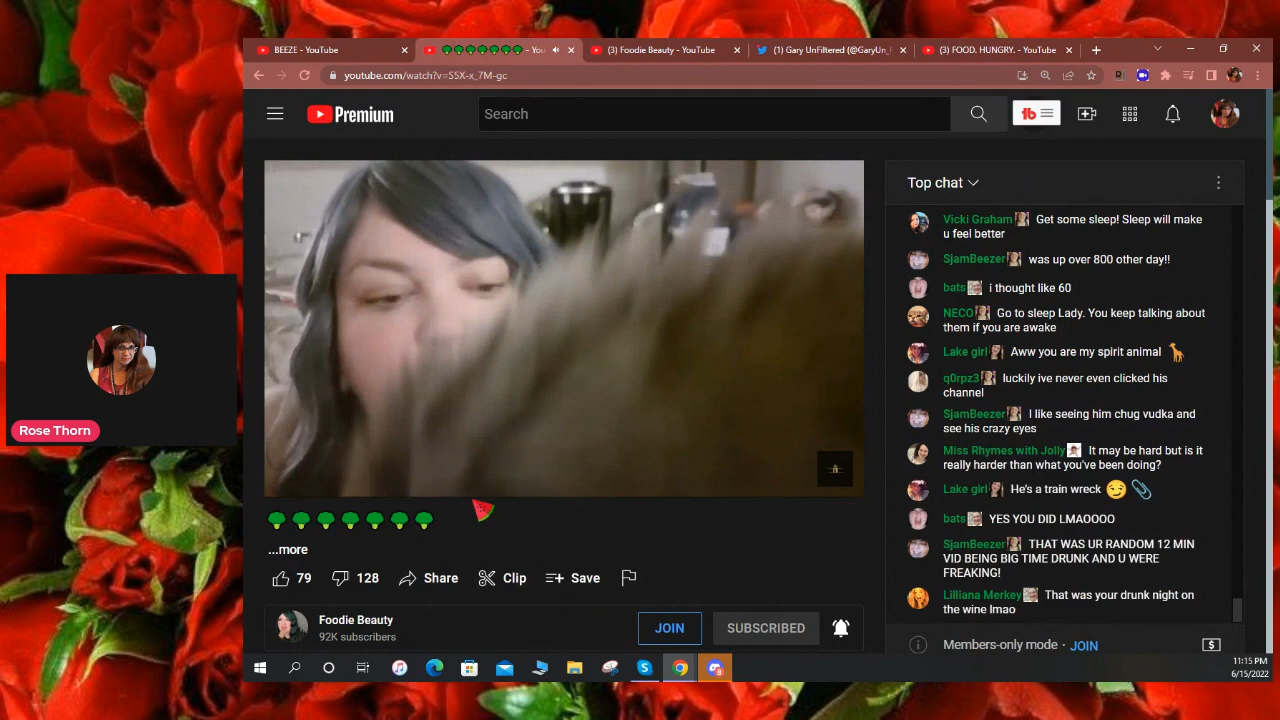 BEEZE - YouTube
You
(3) Foodie Beauty - YouTube
(1) Gary UnFiltered (@GaryUn_F
(3) FOOD. HUNGRY. - YouTube
youtube.com/watch?v=S5X-x_7M-gc
Premium
Search
tb
Top chat
Vicki Graham Get some sleep! Sleep will make
u feel better
SjamBeezer was up over 800 other day!!
bats i thought like 60
NECO Go to sleep Lady. You keep talking about
them if you are awake
Lake girl Aww you are my spirit animal 🦒
q0rpz3 luckily ive never even clicked his
channel
SjamBeezer I like seeing him chug vudka and
see his crazy eyes
Miss Rhymes with Jolly It may be hard but is it
really harder than what you've been doing?
Lake girl He's a train wreck 😏 📎
bats YES YOU DID LMAOOOO
SjamBeezer THAT WAS UR RANDOM 12 MIN
VID BEING BIG TIME DRUNK AND U WERE
FREAKING!
Lilliana Merkey That was your drunk night on
the wine lmao
Members-only mode · JOIN
Rose Thorn
🥦🥦🥦🥦🥦🥦🥦
...more
79
128
Share
Clip
Save
Foodie Beauty
92K subscribers
JOIN
SUBSCRIBED
11:15 PM
6/15/2022